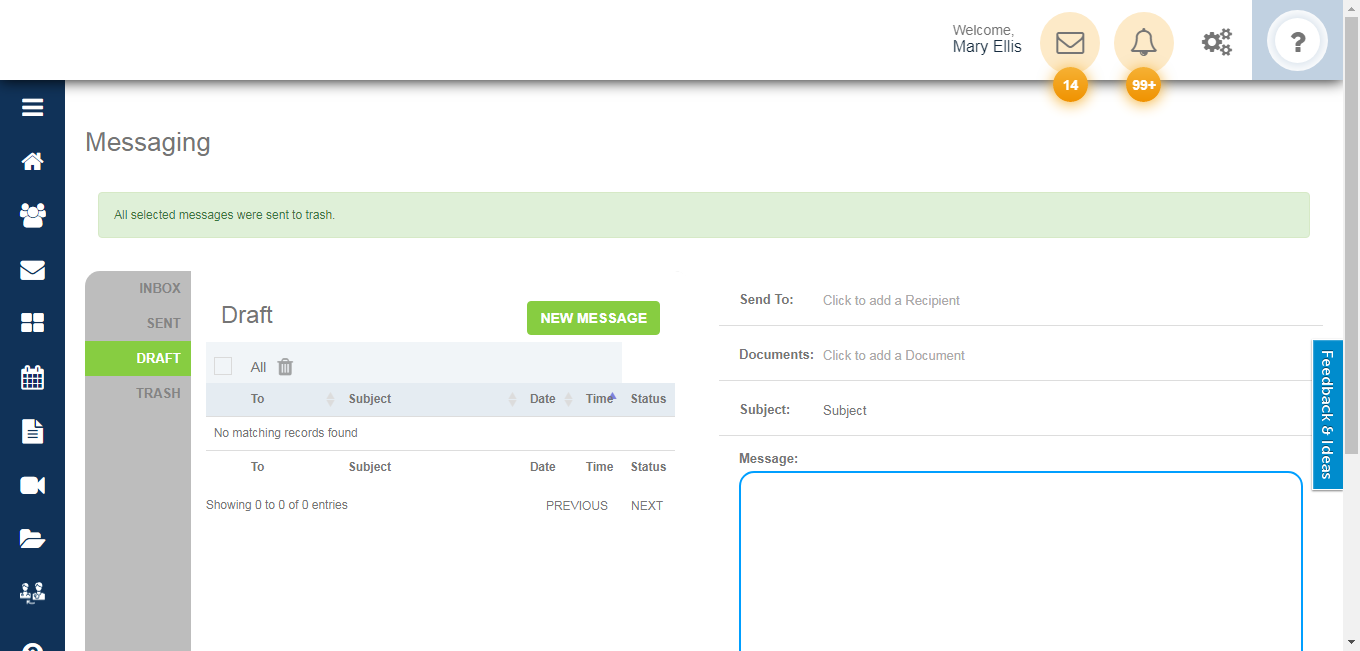 Welcome,
Mary Ellis
14
99+
?
Messaging
All selected messages were sent to trash.
INBOX
SENT
DRAFT
TRASH
Draft
NEW MESSAGE
All
To Subject Date Time Status
No matching records found
To Subject Date Time Status
Showing 0 to 0 of 0 entries
PREVIOUS NEXT
Send To: Click to add a Recipient
Documents: Click to add a Document
Subject: Subject
Message:
Feedback & Ideas